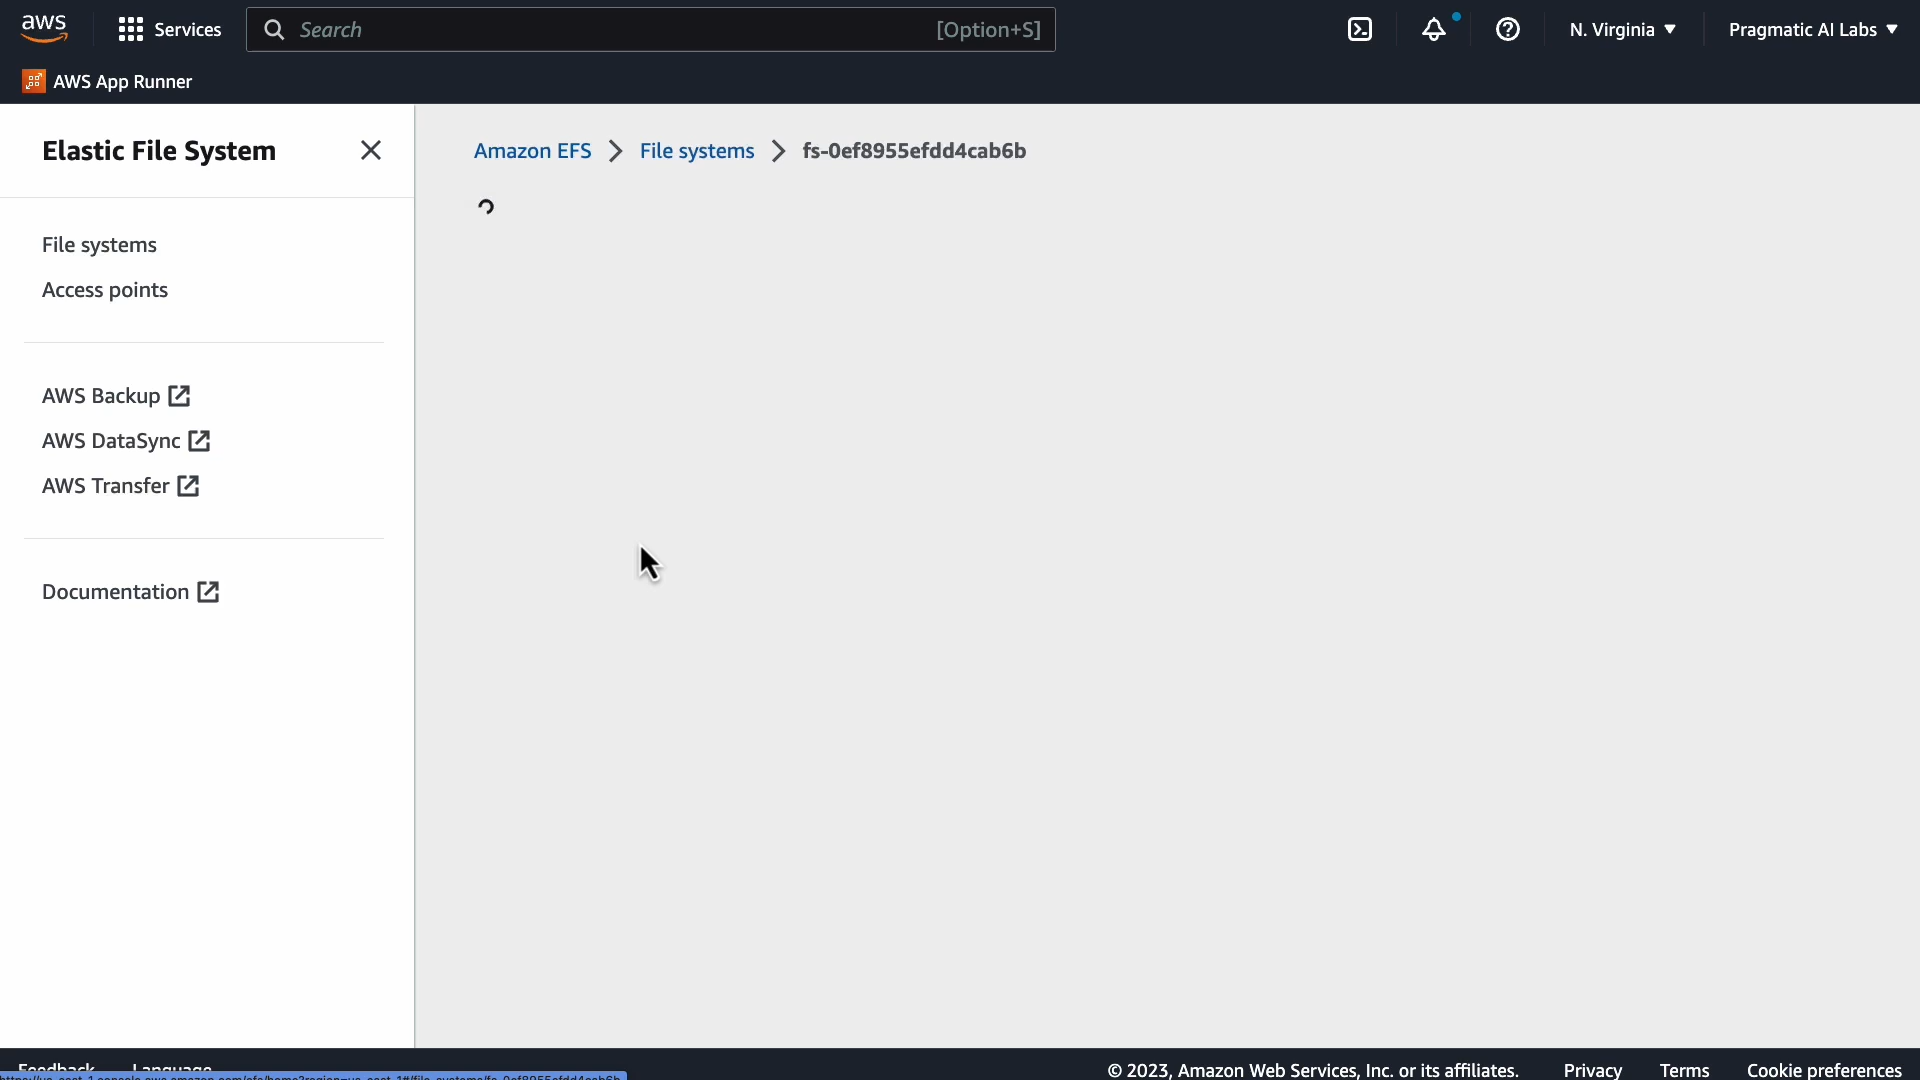 aws
Services
Search
[Option+S]
N. Virginia
Pragmatic AI Labs
AWS App Runner
Elastic File System
Amazon EFS
File systems
fs-0ef8955efdd4cab6b
File systems
Access points
AWS Backup
AWS DataSync
AWS Transfer
Documentation
Feedback
Language
© 2023, Amazon Web Services, Inc. or its affiliates.
Privacy
Terms
Cookie preferences